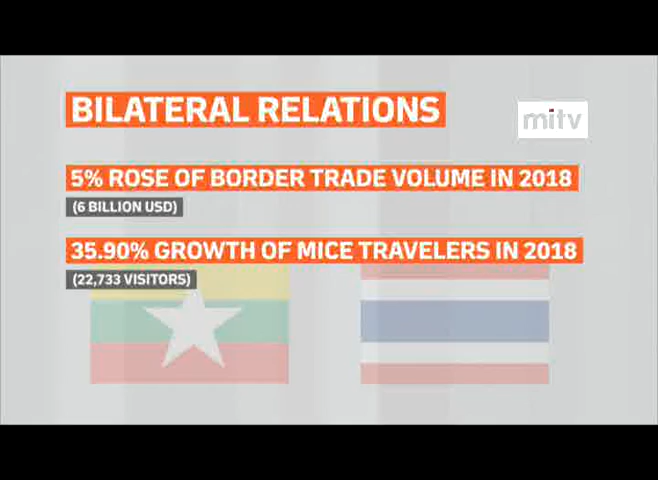 BILATERAL RELATIONS
mitv
5% ROSE OF BORDER TRADE VOLUME IN 2018
(6 BILLION USD)
35.90% GROWTH OF MICE TRAVELERS IN 2018
(22,733 VISITORS)